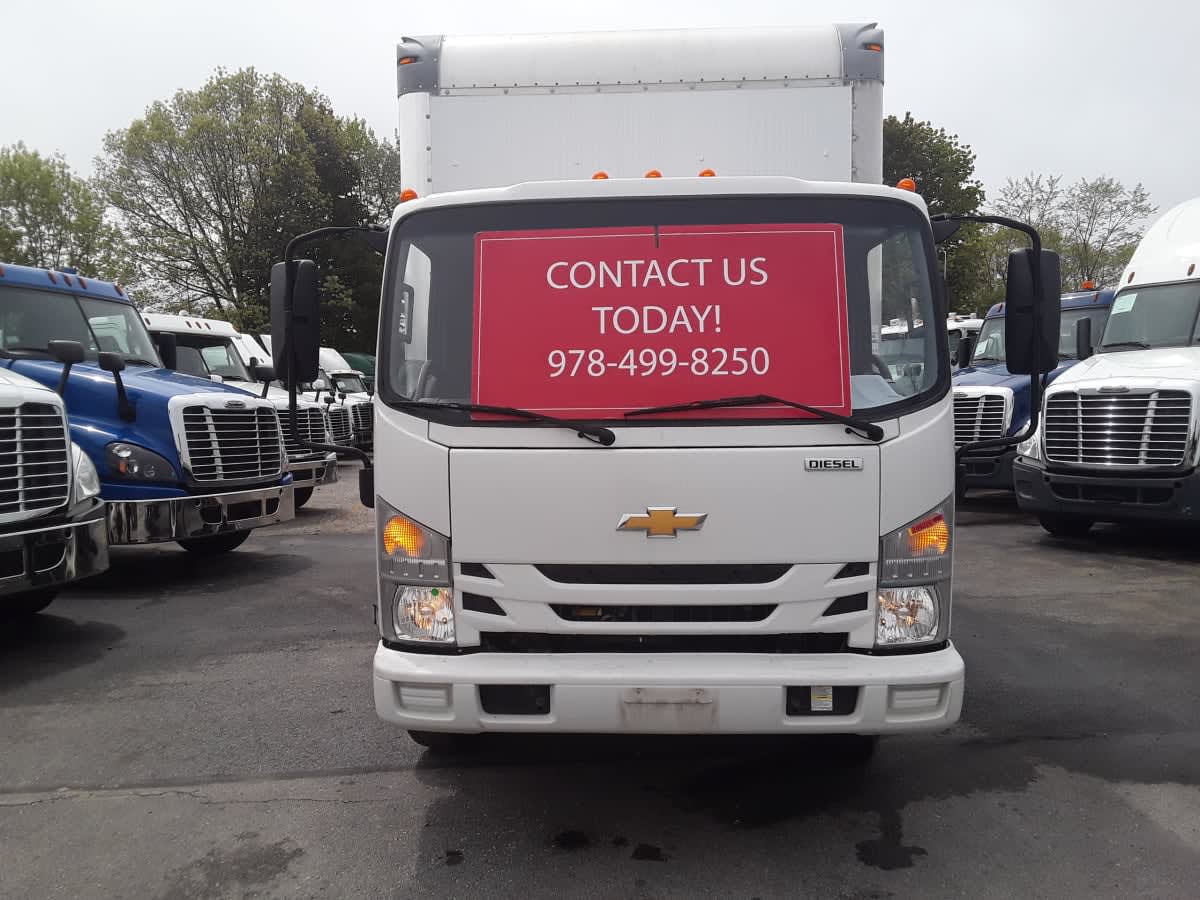 CONTACT US
TODAY!
978-499-8250
DIESEL